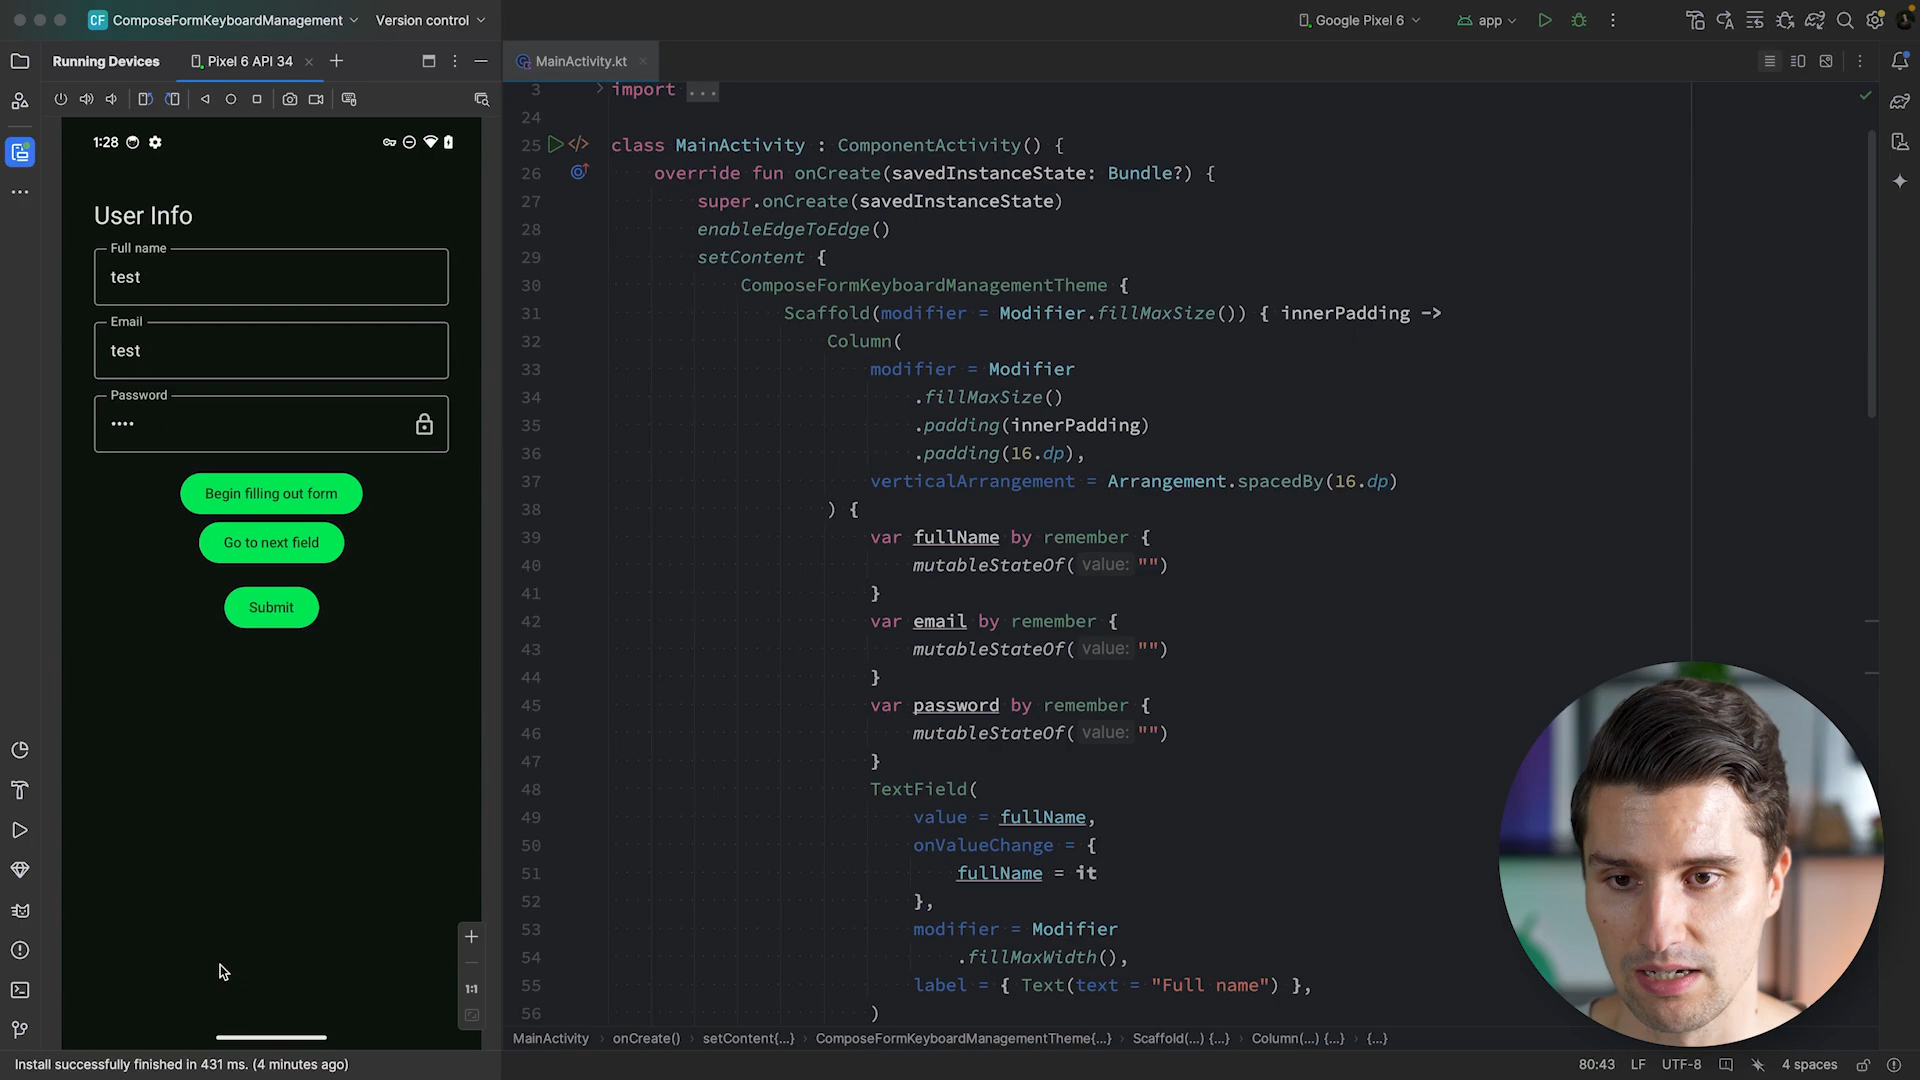 CF ComposeFormKeyboardManagement Version control
Google Pixel 6 app
Running Devices Pixel 6 API 34
MainActivity.kt
1:28
User Info
Full name
test
Email
test
Password
••••
Begin filling out form
Go to next field
Submit
1:1
3 import ...
24
25 class MainActivity : ComponentActivity() {
26 override fun onCreate(savedInstanceState: Bundle?) {
27 super.onCreate(savedInstanceState)
28 enableEdgeToEdge()
29 setContent {
30 ComposeFormKeyboardManagementTheme {
31 Scaffold(modifier = Modifier.fillMaxSize()) { innerPadding ->
32 Column(
33 modifier = Modifier
34 .fillMaxSize()
35 .padding(innerPadding)
36 .padding(16.dp),
37 verticalArrangement = Arrangement.spacedBy(16.dp)
38 ) {
39 var fullName by remember {
40 mutableStateOf( value: "")
41 }
42 var email by remember {
43 mutableStateOf( value: "")
44 }
45 var password by remember {
46 mutableStateOf( value: "")
47 }
48 TextField(
49 value = fullName,
50 onValueChange = {
51 fullName = it
52 },
53 modifier = Modifier
54 .fillMaxWidth(),
55 label = { Text(text = "Full name") },
56 )
MainActivity onCreate() setContent{...} ComposeFormKeyboardManagementTheme{...} Scaffold(...) {...} Column(...) {...} {...}
Install successfully finished in 431 ms. (4 minutes ago) 80:43 LF UTF-8 4 spaces